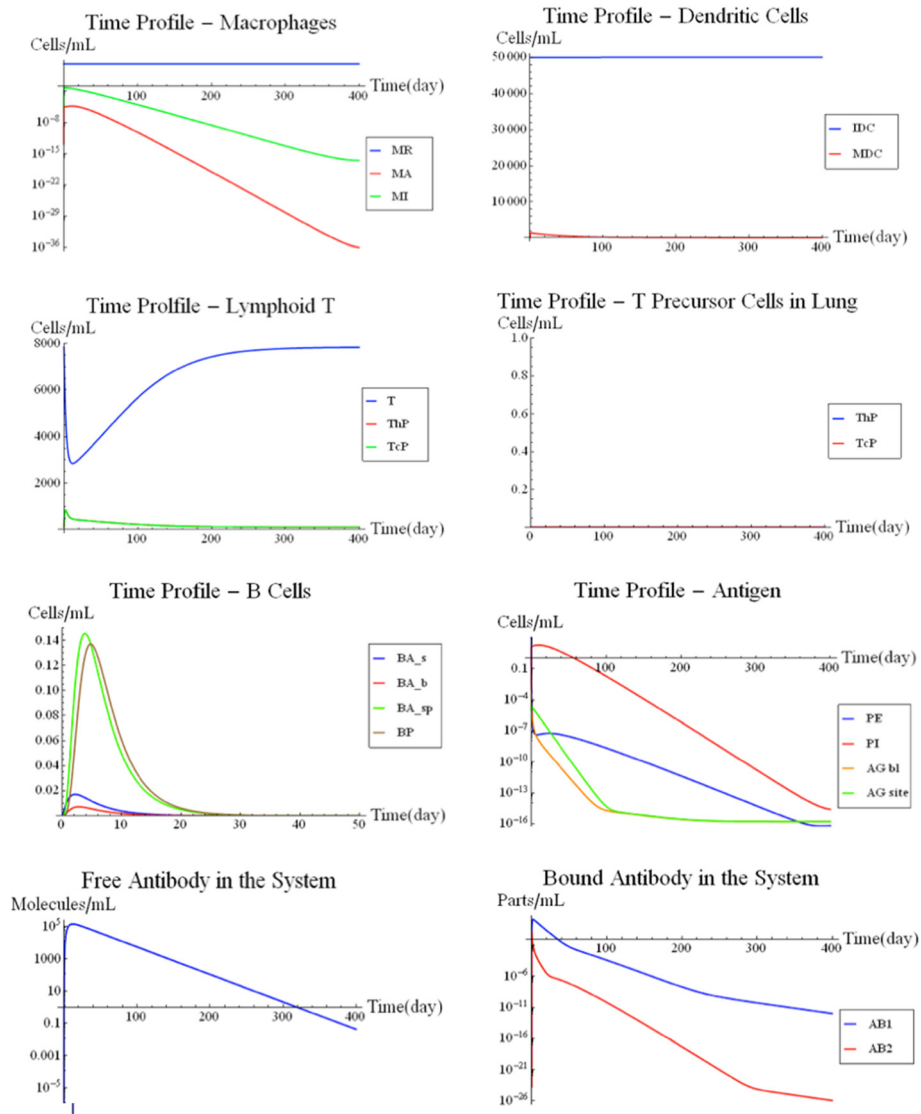 Time Profile – Macrophages
Cells/mL
Time(day)
100 200 300 400
10^-8
10^-15
10^-22
10^-29
10^-36
MR
MA
MI
Time Profile – Dendritic Cells
Cells/mL
50 000
40 000
30 000
20 000
10 000
IDC
MDC
100 200 300 400
Time(day)
Time Prolfile – Lymphoid T
Cells/mL
8000
6000
4000
2000
T
ThP
TcP
100 200 300 400
Time(day)
Time Profile – T Precursor Cells in Lung
Cells/mL
1.0
0.8
0.6
0.4
0.2
ThP
TcP
0 100 200 300 400
Time(day)
Time Profile – B Cells
Cells/mL
0.14
0.12
0.10
0.08
0.06
0.04
0.02
BA_s
BA_b
BA_sp
BP
0 10 20 30 40 50
Time(day)
Time Profile – Antigen
Cells/mL
Time(day)
0 100 200 300 400
0.1
10^-4
10^-7
10^-10
10^-13
10^-16
PE
PI
AG bl
AG site
Free Antibody in the System
Molecules/mL
10^5
1000
10
0.1
0.001
10^-5
0 100 200 300 400
Time(day)
Bound Antibody in the System
Parts/mL
Time(day)
0 100 200 300 400
10^-6
10^-11
10^-16
10^-21
10^-26
AB1
AB2